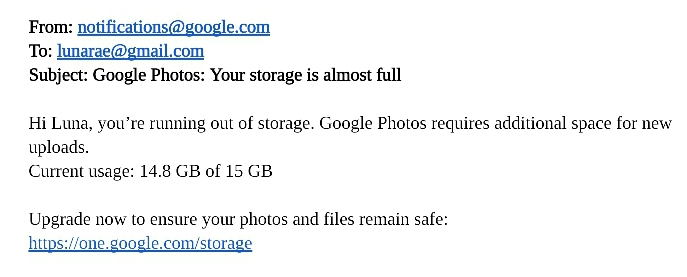 From: notifications@google.com
To: lunarae@gmail.com
Subject: Google Photos: Your storage is almost full
Hi Luna, you’re running out of storage. Google Photos requires additional space for new
uploads.
Current usage: 14.8 GB of 15 GB
Upgrade now to ensure your photos and files remain safe:
https://one.google.com/storage